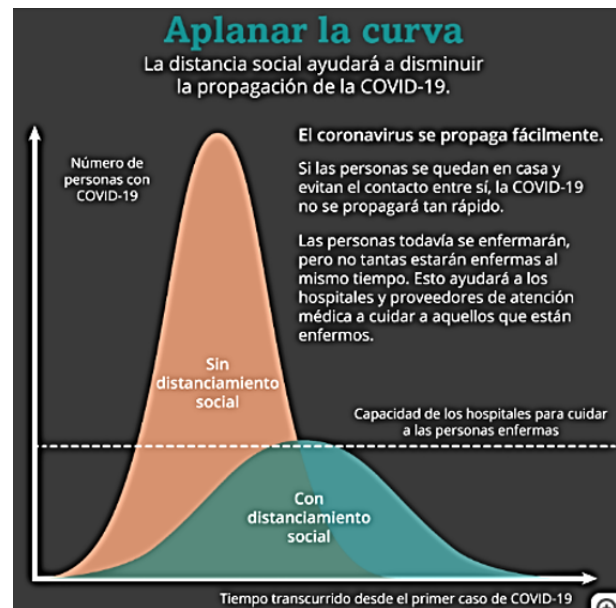 Aplanar la curva
La distancia social ayudará a disminuir
la propagación de la COVID-19.
Número de
personas con
COVID-19
El coronavirus se propaga fácilmente.
Si las personas se quedan en casa y
evitan el contacto entre sí, la COVID-19
no se propagará tan rápido.
Las personas todavía se enfermarán,
pero no tantas estarán enfermas al
mismo tiempo. Esto ayudará a los
hospitales y proveedores de atención
médica a cuidar a aquellos que están
enfermos.
Sin
distanciamiento
social
Capacidad de los hospitales para cuidar
a las personas enfermas
Con
distanciamiento
social
Tiempo transcurrido desde el primer caso de COVID-19